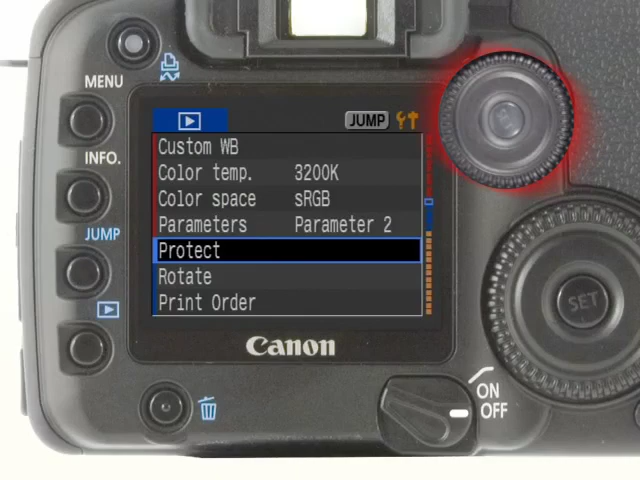 MENU
INFO.
JUMP
JUMP
Custom WB
Color temp. 3200K
Color space sRGB
Parameters Parameter 2
Protect
Rotate
Print Order
Canon
SET
ON
OFF